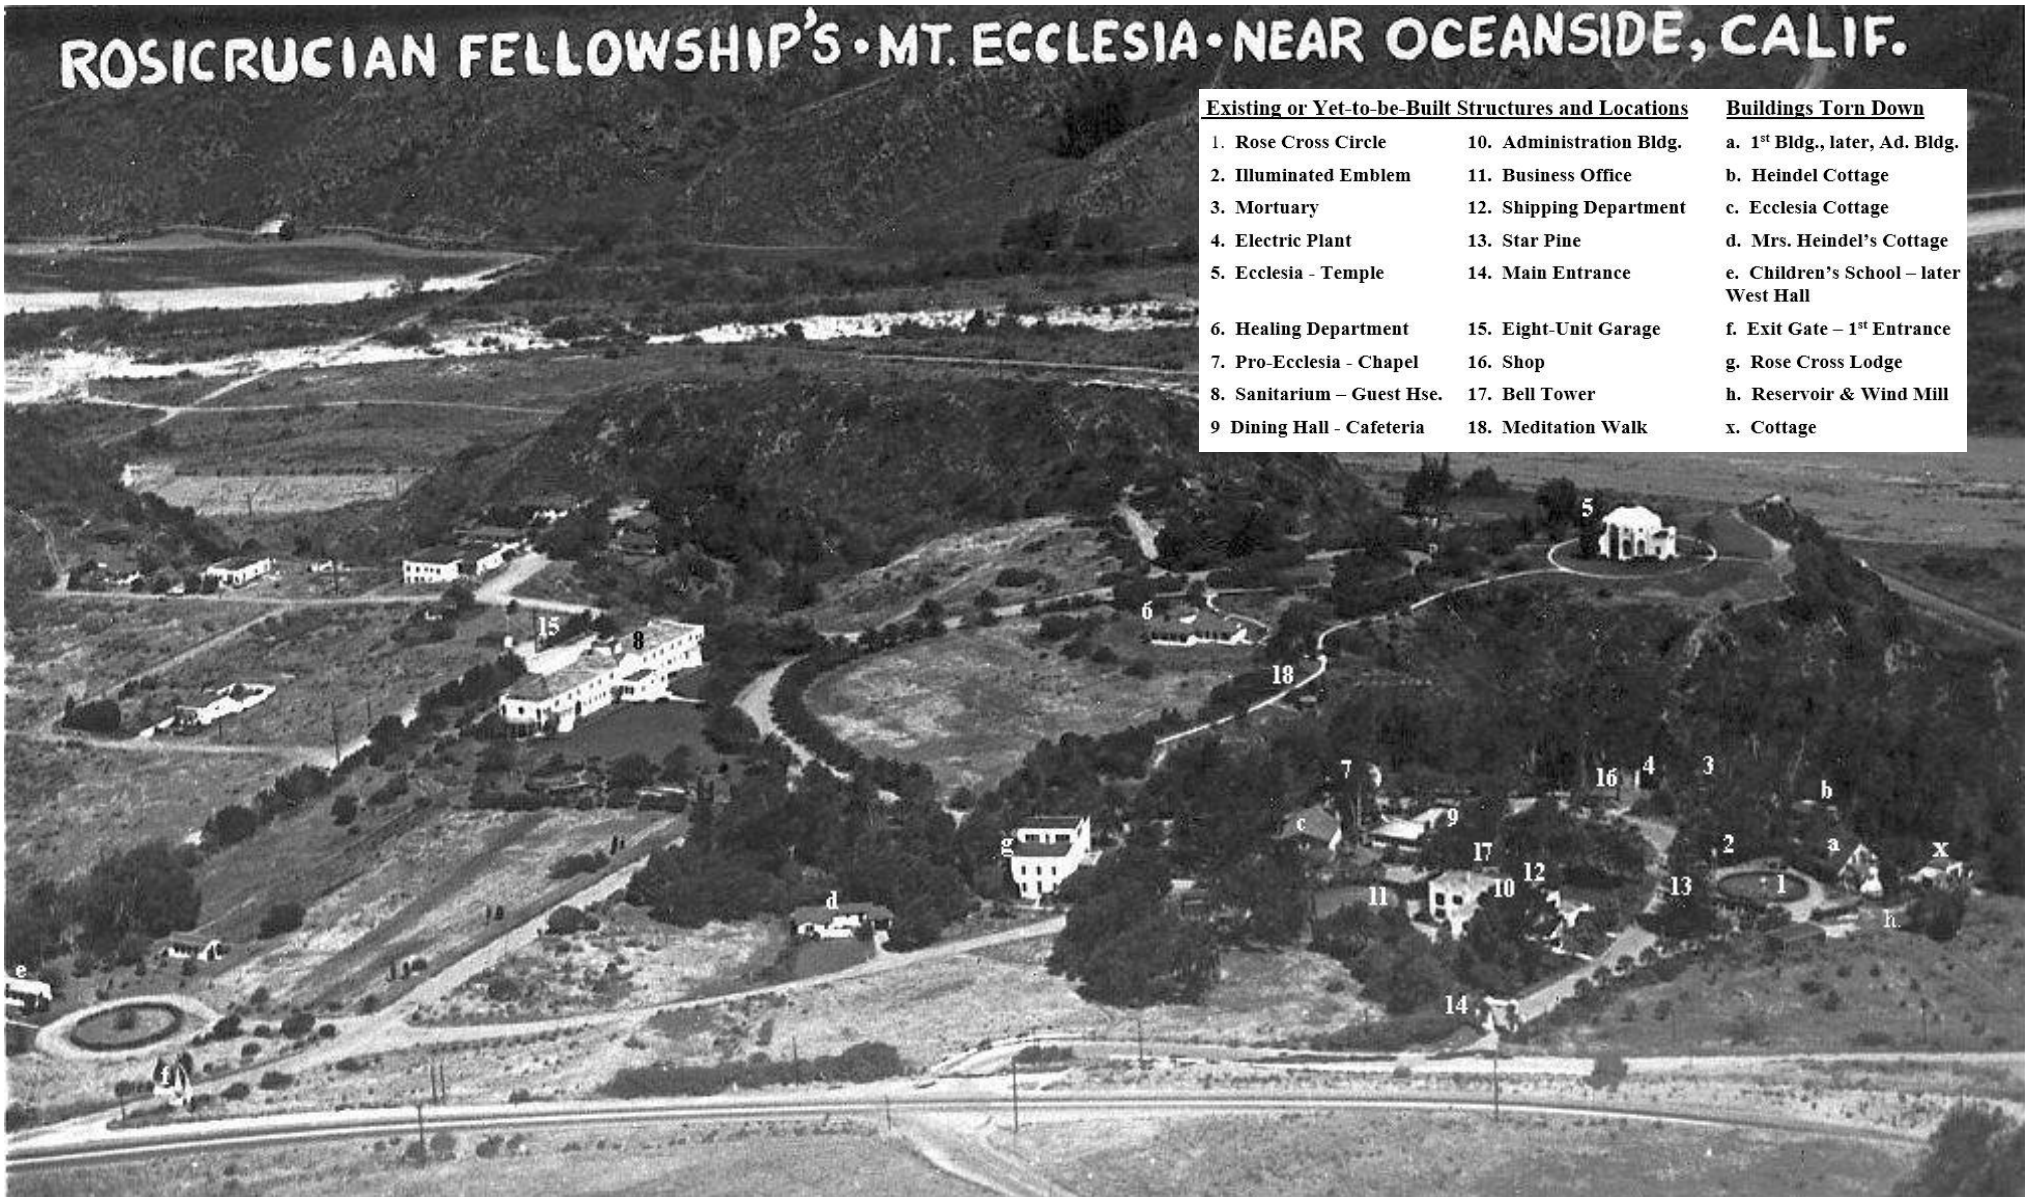 ROSICRUCIAN FELLOWSHIP'S • MT. ECCLESIA • NEAR OCEANSIDE, CALIF.
Existing or Yet-to-be-Built Structures and Locations
1. Rose Cross Circle
2. Illuminated Emblem
3. Mortuary
4. Electric Plant
5. Ecclesia - Temple
6. Healing Department
7. Pro-Ecclesia - Chapel
8. Sanitarium – Guest Hse.
9 Dining Hall - Cafeteria
10. Administration Bldg.
11. Business Office
12. Shipping Department
13. Star Pine
14. Main Entrance
15. Eight-Unit Garage
16. Shop
17. Bell Tower
18. Meditation Walk
Buildings Torn Down
a. 1st Bldg., later, Ad. Bldg.
b. Heindel Cottage
c. Ecclesia Cottage
d. Mrs. Heindel's Cottage
e. Children's School – later
West Hall
f. Exit Gate – 1st Entrance
g. Rose Cross Lodge
h. Reservoir & Wind Mill
x. Cottage
5
6
15
8
18
7
16
4
3
b
c
9
g
17
2
a
x
12
10
13
1
11
d
h.
e
14
f